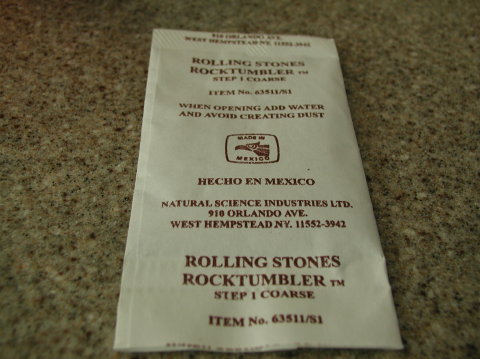 910 ORLANDO AVE.
WEST HEMPSTEAD NY. 11552-3942
ROLLING STONES
ROCKTUMBLER TM
STEP 1 COARSE
ITEM No. 63511/S1
WHEN OPENING ADD WATER
AND AVOID CREATING DUST
MADE IN
MEXICO
HECHO EN MEXICO
NATURAL SCIENCE INDUSTRIES LTD.
910 ORLANDO AVE.
WEST HEMPSTEAD NY. 11552-3942
ROLLING STONES
ROCKTUMBLER TM
STEP 1 COARSE
ITEM No. 63511/S1